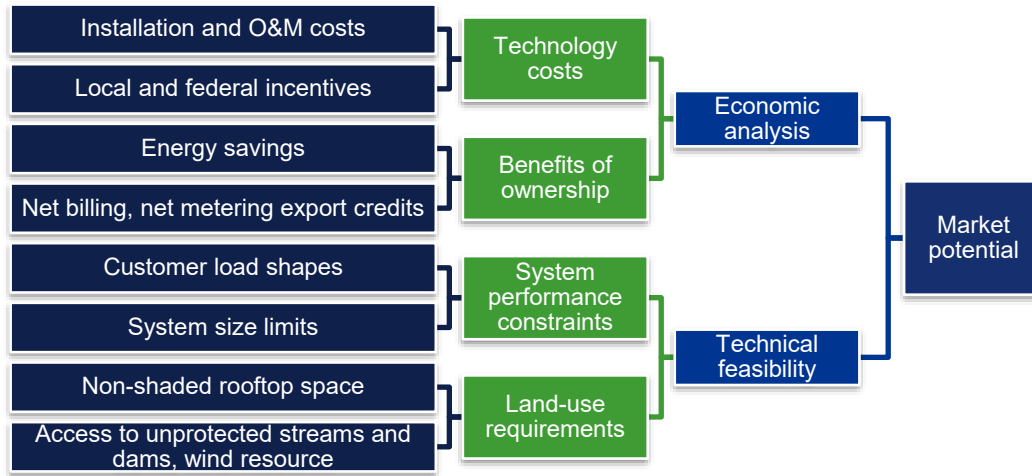 Installation and O&M costs
Local and federal incentives
Technology
costs
Energy savings
Net billing, net metering export credits
Benefits of
ownership
Economic
analysis
Customer load shapes
System size limits
System
performance
constraints
Non-shaded rooftop space
Access to unprotected streams and
dams, wind resource
Land-use
requirements
Technical
feasibility
Market
potential